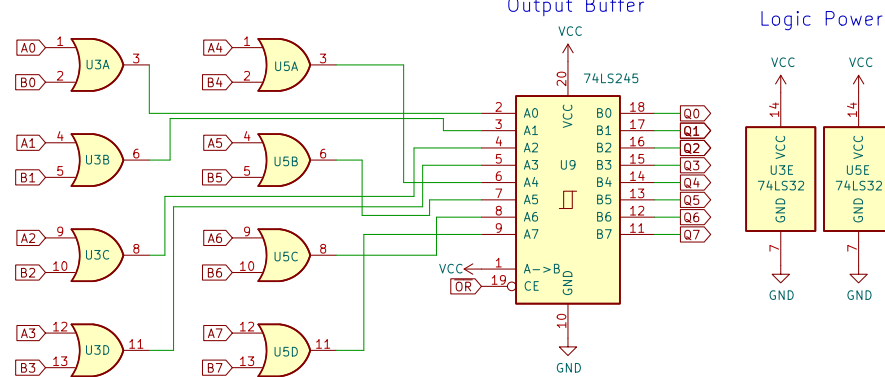 Output Buffer
Logic Power
A0 1 U3A 3
B0 2
A4 1 U5A 3
B4 2
A1 4 U3B 6
B1 5
A5 4 U5B 6
B5 5
A2 9 U3C 8
B2 10
A6 9 U5C 8
B6 10
A3 12 U3D 11
B3 13
A7 12 U5D 11
B7 13
VCC
20 74LS245
VCC
2 A0 B0 18 Q0
3 A1 B1 17 Q1
4 A2 B2 16 Q2
5 A3 U9 B3 15 Q3
6 A4 B4 14 Q4
7 A5 B5 13 Q5
8 A6 B6 12 Q6
9 A7 B7 11 Q7
VCC 1 A->B
OR 19 CE
GND
10
GND
VCC
14
VCC
U3E
74LS32
GND
7
GND
VCC
14
VCC
U5E
74LS32
GND
7
GND